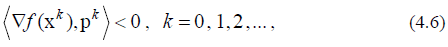 ⟨∇f(x^k), p^k⟩ < 0 , k = 0, 1, 2, ... , (4.6)